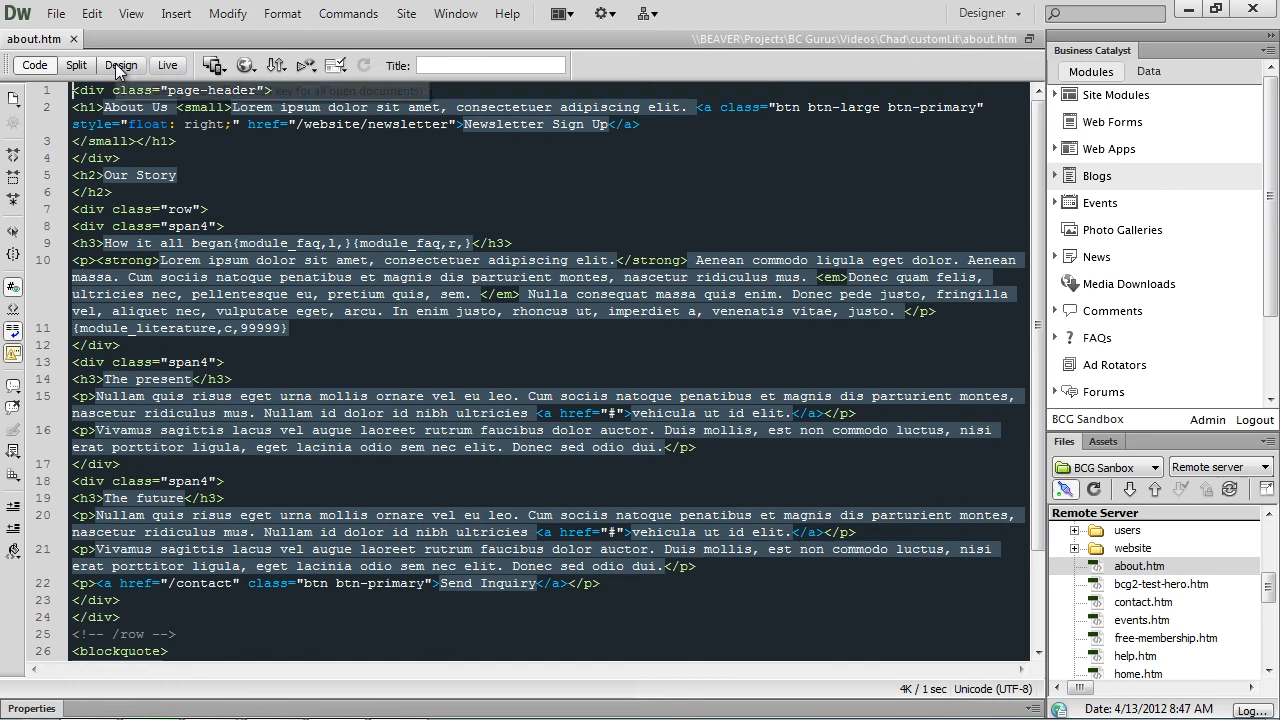 Dw File Edit View Insert Modify Format Commands Site Window Help Designer
about.htm \\BEAVER\Projects\BC Gurus\Videos\Chad\customLit\about.htm
Code Split Design Live Title:
1 <div class="page-header"> key for all open documents)
2 <h1>About Us <small>Lorem ipsum dolor sit amet, consectetuer adipiscing elit. <a class="btn btn-large btn-primary"
style="float: right;" href="/website/newsletter">Newsletter Sign Up</a>
3 </small></h1>
4 </div>
5 <h2>Our Story
6 </h2>
7 <div class="row">
8 <div class="span4">
9 <h3>How it all began{module_faq,l,}{module_faq,r,}</h3>
10 <p><strong>Lorem ipsum dolor sit amet, consectetuer adipiscing elit.</strong> Aenean commodo ligula eget dolor. Aenean
massa. Cum sociis natoque penatibus et magnis dis parturient montes, nascetur ridiculus mus. <em>Donec quam felis,
ultricies nec, pellentesque eu, pretium quis, sem. </em> Nulla consequat massa quis enim. Donec pede justo, fringilla
vel, aliquet nec, vulputate eget, arcu. In enim justo, rhoncus ut, imperdiet a, venenatis vitae, justo. </p>
11 {module_literature,c,99999}
12 </div>
13 <div class="span4">
14 <h3>The present</h3>
15 <p>Nullam quis risus eget urna mollis ornare vel eu leo. Cum sociis natoque penatibus et magnis dis parturient montes,
nascetur ridiculus mus. Nullam id dolor id nibh ultricies <a href="#">vehicula ut id elit.</a></p>
16 <p>Vivamus sagittis lacus vel augue laoreet rutrum faucibus dolor auctor. Duis mollis, est non commodo luctus, nisi
erat porttitor ligula, eget lacinia odio sem nec elit. Donec sed odio dui.</p>
17 </div>
18 <div class="span4">
19 <h3>The future</h3>
20 <p>Nullam quis risus eget urna mollis ornare vel eu leo. Cum sociis natoque penatibus et magnis dis parturient montes,
nascetur ridiculus mus. Nullam id dolor id nibh ultricies <a href="#">vehicula ut id elit.</a></p>
21 <p>Vivamus sagittis lacus vel augue laoreet rutrum faucibus dolor auctor. Duis mollis, est non commodo luctus, nisi
erat porttitor ligula, eget lacinia odio sem nec elit. Donec sed odio dui.</p>
22 <p><a href="/contact" class="btn btn-primary">Send Inquiry</a></p>
23 </div>
24 </div>
25 <!-- /row -->
26 <blockquote>
4K / 1 sec Unicode (UTF-8)
Properties
Business Catalyst
Modules Data
Site Modules
Web Forms
Web Apps
Blogs
Events
Photo Galleries
News
Media Downloads
Comments
FAQs
Ad Rotators
Forums
BCG Sandbox Admin Logout
Files Assets
BCG Sanbox Remote server
Remote Server
users
website
about.htm
bcg2-test-hero.htm
contact.htm
events.htm
free-membership.htm
help.htm
home.htm
Date: 4/13/2012 8:47 AM Log...